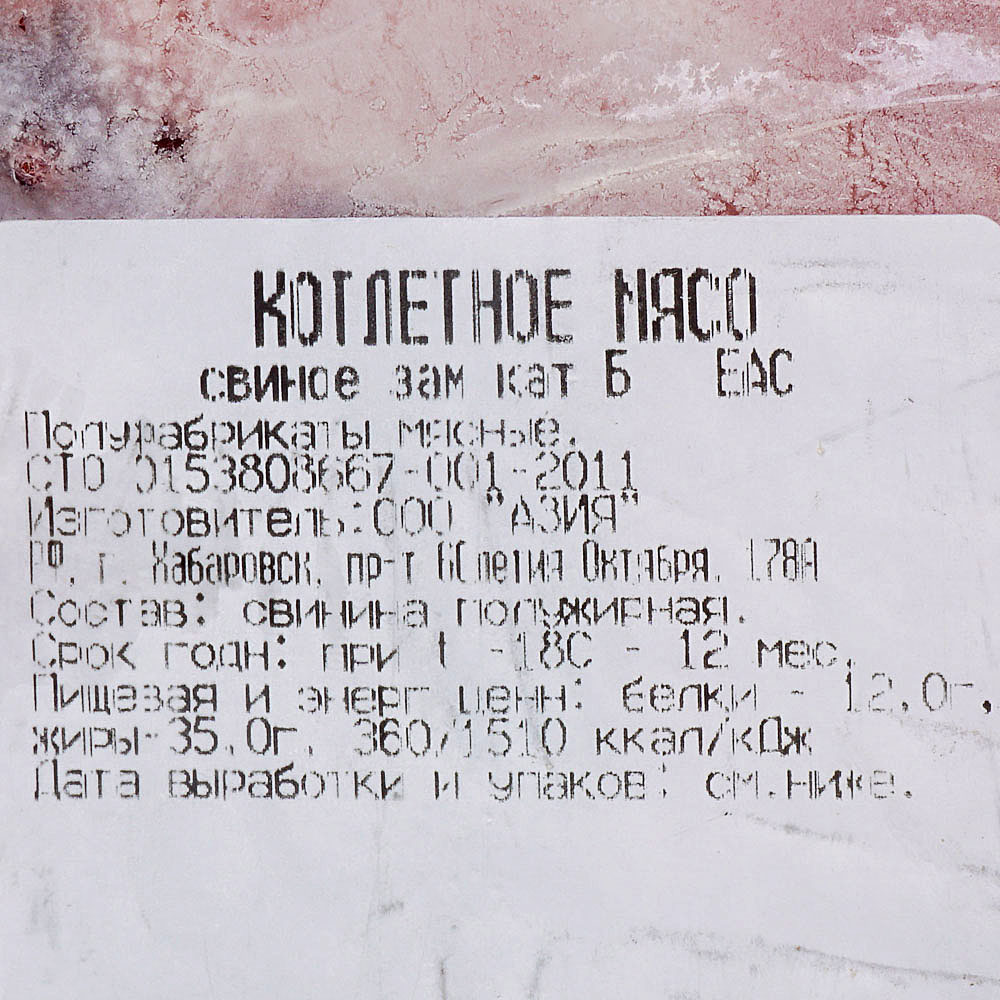 КОТЛЕТНОЕ МЯСО
свиное зам кат Б ЕАС
Полуфабрикаты мясные.
СТО 0153808667-001-2011
Изготовитель:ООО "АЗИЯ"
РФ, г. Хабаровск, пр-т 60летия Октября, 178А
Состав: свинина полужирная.
Срок годн: при t -18С - 12 мес.
Пищевая и энерг ценн: белки - 12,0г,
жиры-35,0г, 360/1510 ккал/кДж
Дата выработки и упаков: см.ниже.